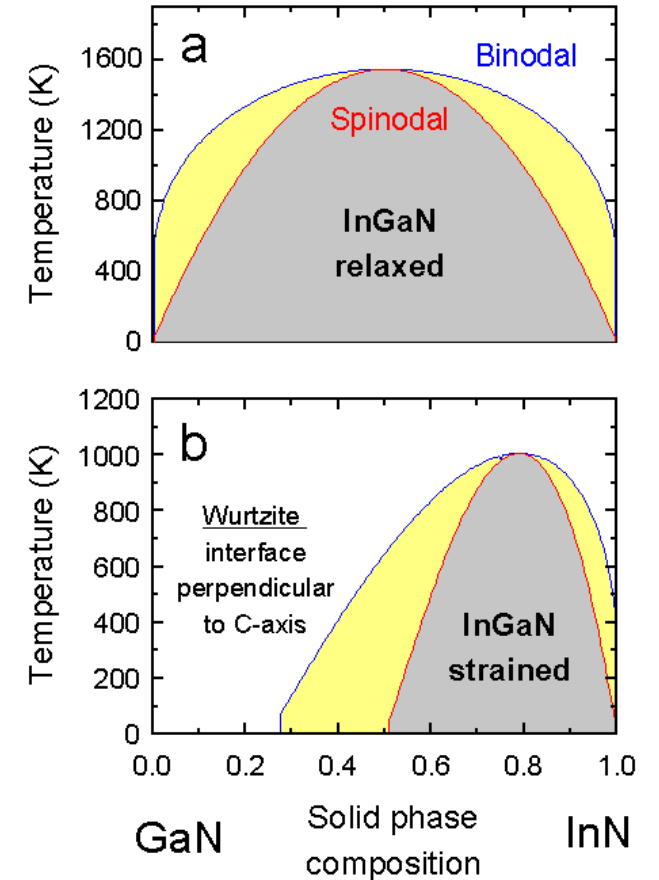 a
Binodal
Spinodal
InGaN
relaxed
Temperature (K)
1600
1200
800
400
0
b
Wurtzite
interface
perpendicular
to C-axis
InGaN
strained
Temperature (K)
1200
1000
800
600
400
200
0
0.0 0.2 0.4 0.6 0.8 1.0
GaN
Solid phase
composition
InN